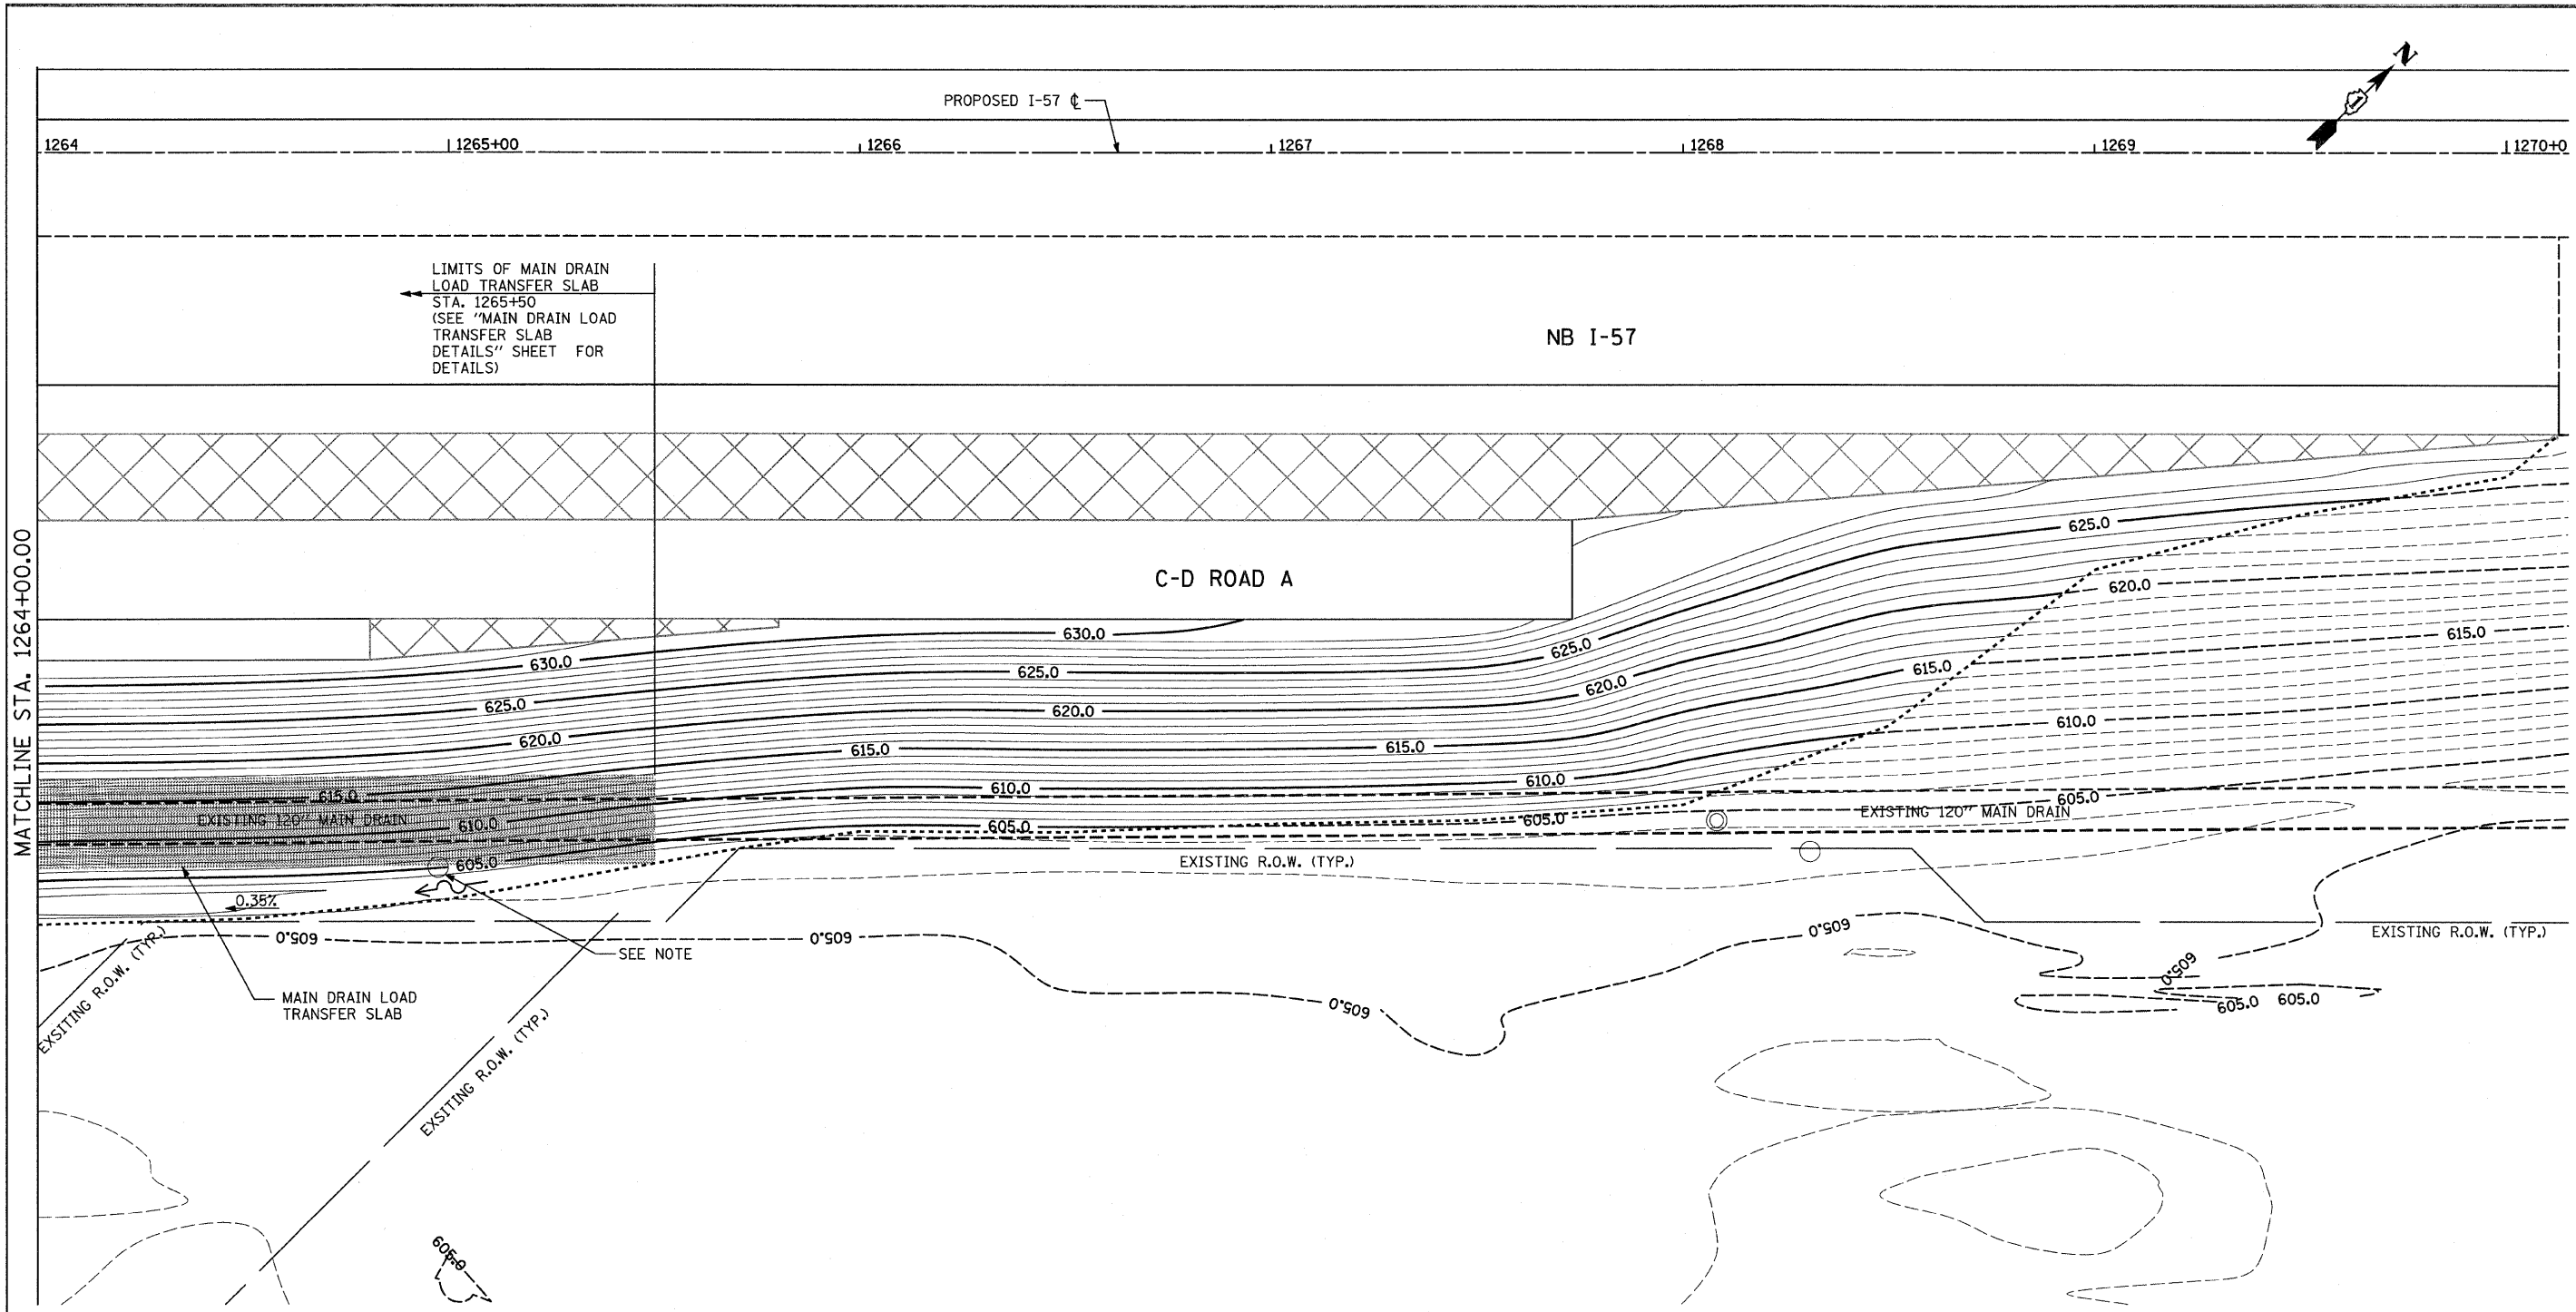 N
PROPOSED I-57 ℄
1264
1265+00
1266
1267
1268
1269
1270+0
LIMITS OF MAIN DRAIN
LOAD TRANSFER SLAB
STA. 1265+50
(SEE "MAIN DRAIN LOAD
TRANSFER SLAB
DETAILS" SHEET FOR
DETAILS)
NB I-57
MATCHLINE STA. 1264+00.00
C-D ROAD A
625.0
620.0
630.0
630.0
625.0
615.0
625.0
625.0
615.0
620.0
620.0
620.0
610.0
615.0
615.0
610.0
610.0
615.0
605.0
EXISTING 120" MAIN DRAIN
EXISTING 120" MAIN DRAIN
610.0
605.0
605.0
605.0
EXISTING R.O.W. (TYP.)
0.35%
605.0
605.0
605.0
EXISTING R.O.W. (TYP.)
SEE NOTE
EXSITING R.O.W. (TYP.)
605.0
MAIN DRAIN LOAD
TRANSFER SLAB
605.0
605.0
605.0
EXSITING R.O.W. (TYP.)
605.0